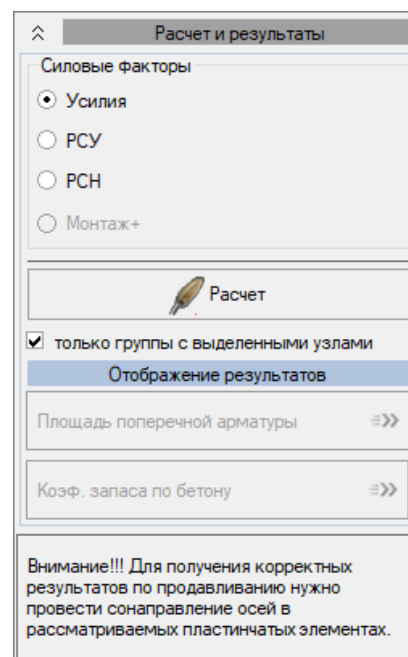 Расчет и результаты
Силовые факторы
Усилия
РСУ
РСН
Монтаж+
Расчет
только группы с выделенными узлами
Отображение результатов
Площадь поперечной арматуры
Коэф. запаса по бетону
Внимание!!! Для получения корректных
результатов по продавливанию нужно
провести сонаправление осей в
рассматриваемых пластинчатых элементах.